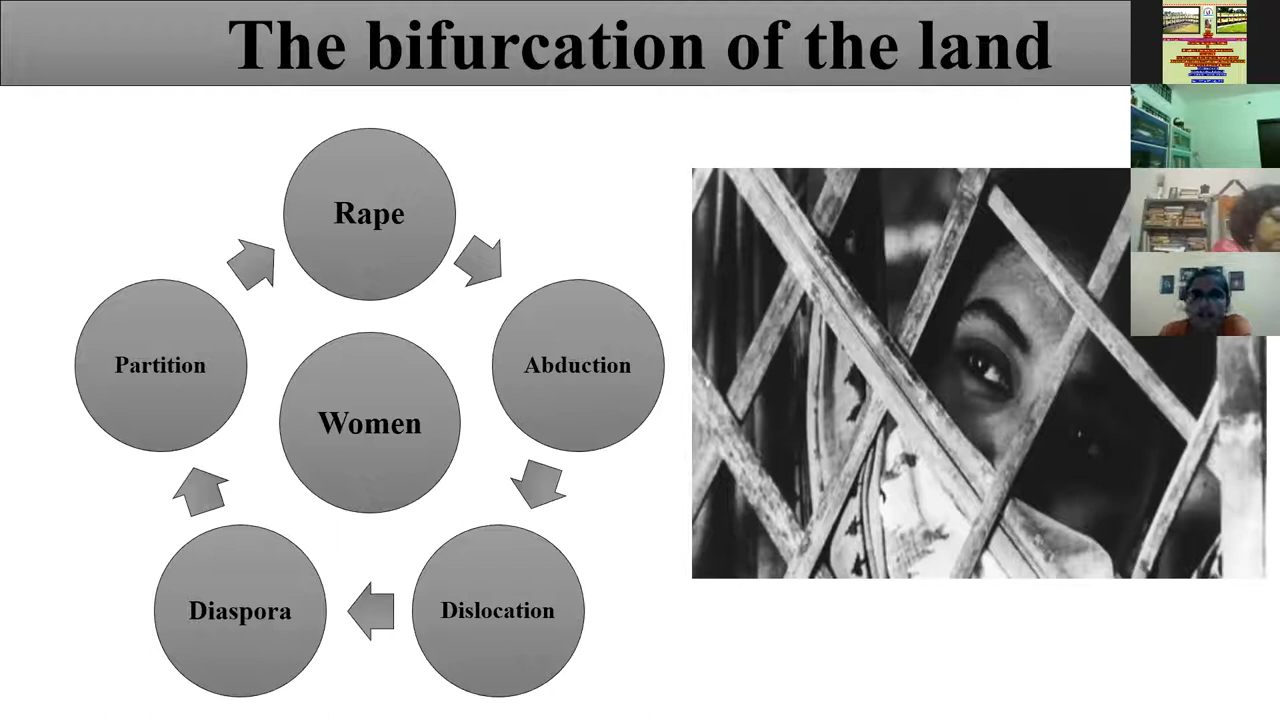 The bifurcation of the land
Rape
Abduction
Dislocation
Diaspora
Partition
Women